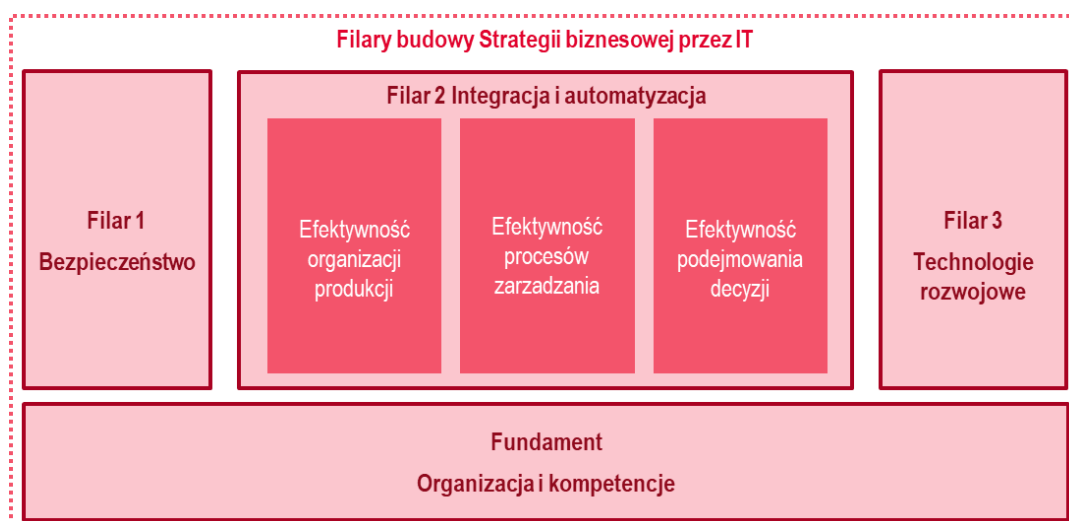 Filary budowy Strategii biznesowej przez IT
Filar 1
Bezpieczeństwo
Filar 2 Integracja i automatyzacja
Efektywność
organizacji
produkcji
Efektywność
procesów
zarzadzania
Efektywność
podejmowania
decyzji
Filar 3
Technologie
rozwojowe
Fundament
Organizacja i kompetencje